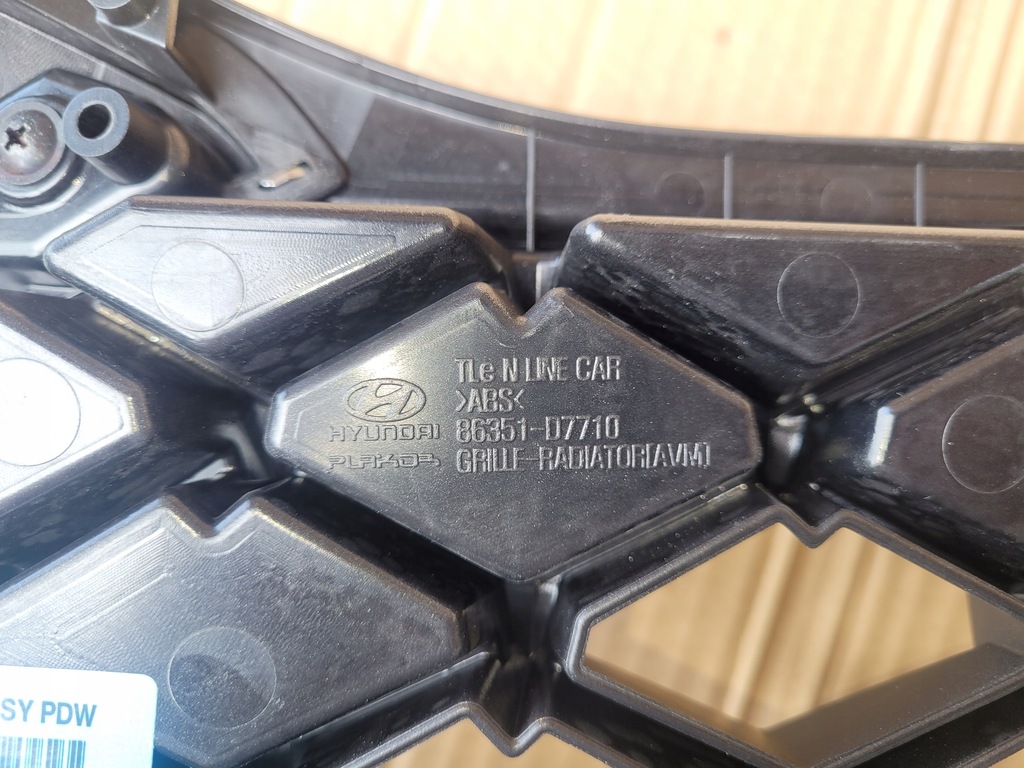 TLe N LINE CAR
>ABS<
HYUNDAI 86351-D7710
PLAKOR GRILLE-RADIATOR(AVM)
SY PDW